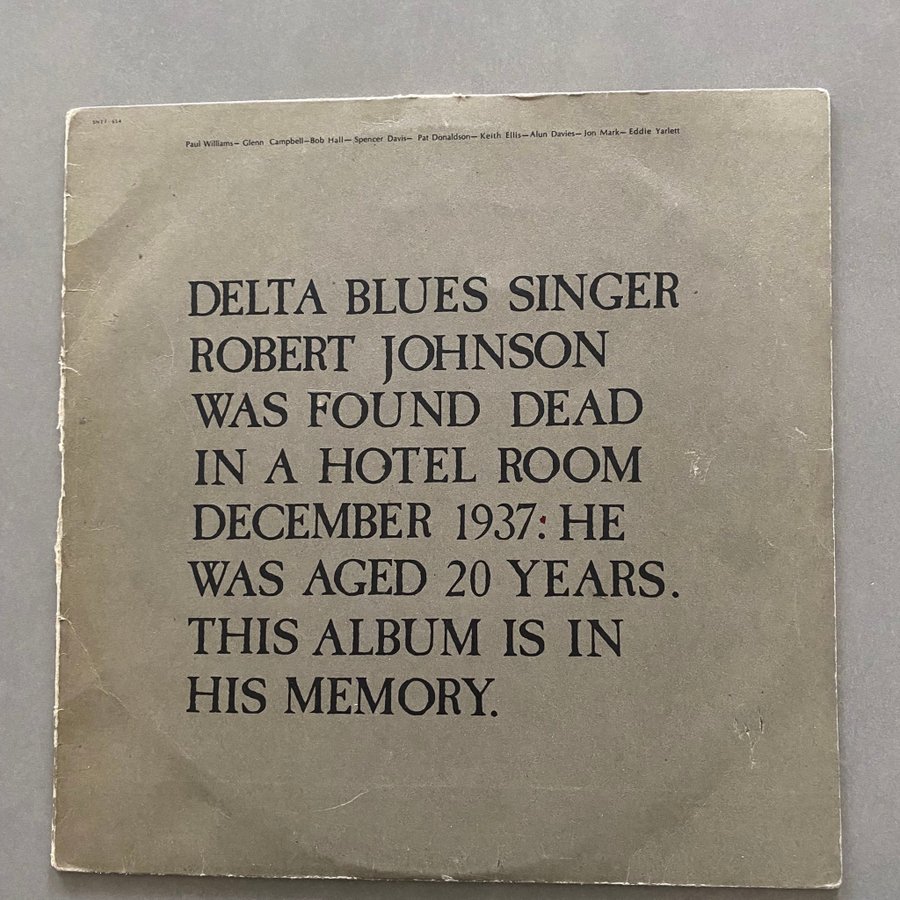 Paul Williams— Glenn Campbell—Bob Hall— Spencer Davis— Pat Donaldson— Keith Ellis—Alun Davies—Jon Mark— Eddie Yarlett
DELTA BLUES SINGER
ROBERT JOHNSON
WAS FOUND DEAD
IN A HOTEL ROOM
DECEMBER 1937: HE
WAS AGED 20 YEARS.
THIS ALBUM IS IN
HIS MEMORY.